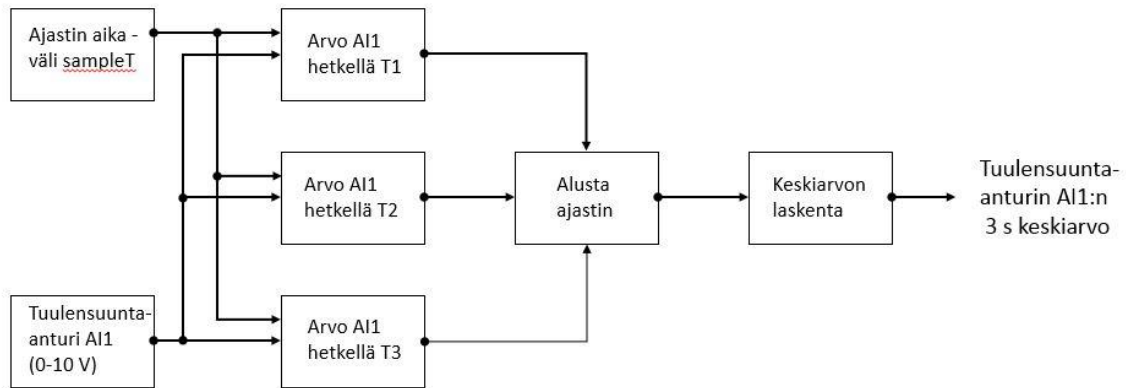 Ajastin aika -
väli sampleT
Arvo AI1
hetkellä T1
Arvo AI1
hetkellä T2
Alusta
ajastin
Keskiarvon
laskenta
Tuulensuunta-
anturin AI1:n
3 s keskiarvo
Tuulensuunta-
anturi AI1
(0-10 V)
Arvo AI1
hetkellä T3